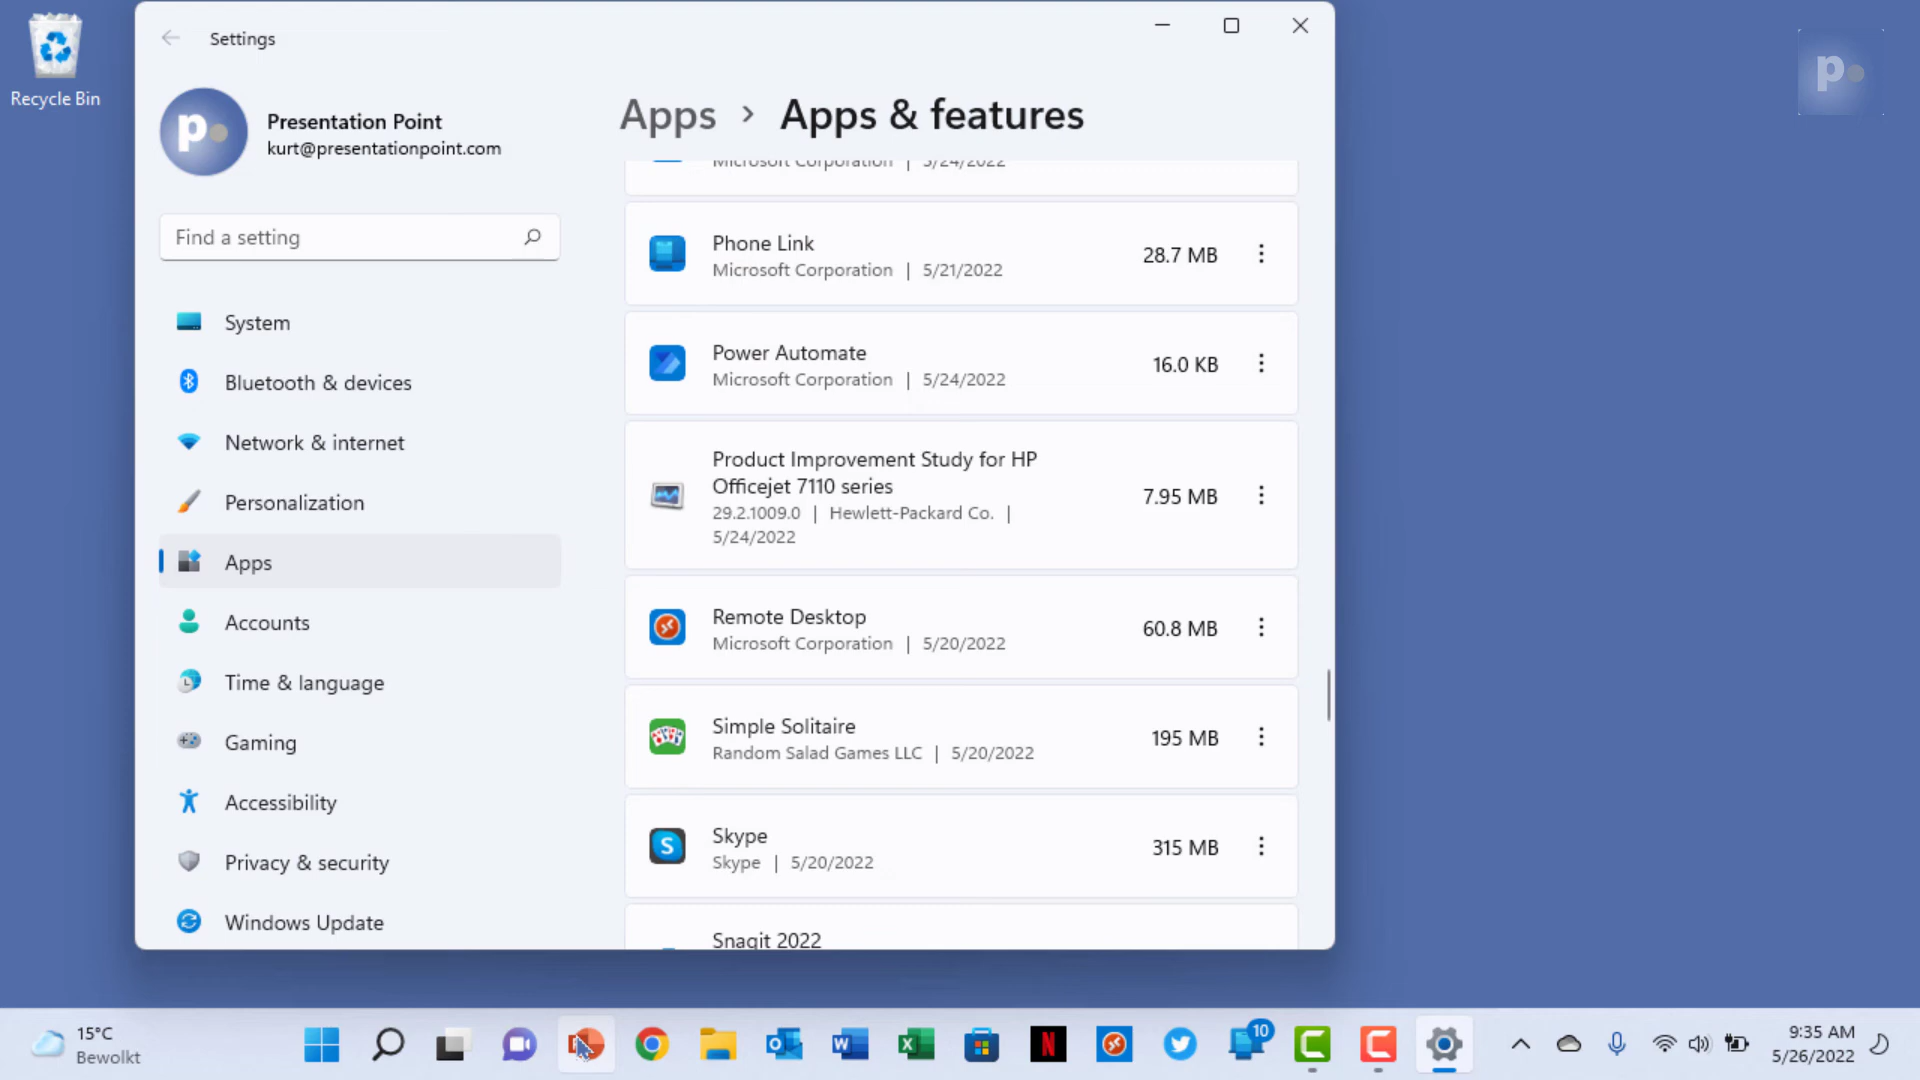 Recycle Bin
Settings
p.
Presentation Point
kurt@presentationpoint.com
Find a setting
System
Bluetooth & devices
Network & internet
Personalization
Apps
Accounts
Time & language
Gaming
Accessibility
Privacy & security
Windows Update
Apps > Apps & features
Microsoft Corporation | 5/24/2022
Phone Link
Microsoft Corporation | 5/21/2022
28.7 MB
Power Automate
Microsoft Corporation | 5/24/2022
16.0 KB
Product Improvement Study for HP
Officejet 7110 series
29.2.1009.0 | Hewlett-Packard Co. |
5/24/2022
7.95 MB
Remote Desktop
Microsoft Corporation | 5/20/2022
60.8 MB
Simple Solitaire
Random Salad Games LLC | 5/20/2022
195 MB
Skype
Skype | 5/20/2022
315 MB
Snagit 2022
p.
15°C
Bewolkt
10
9:35 AM
5/26/2022